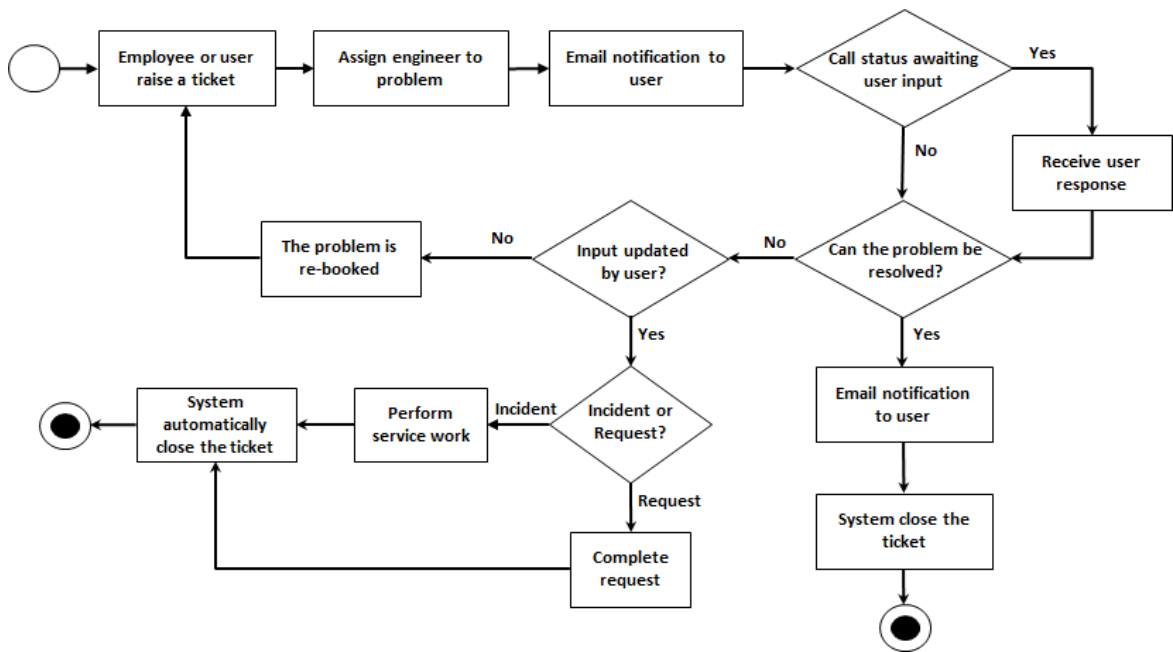 Employee or user
raise a ticket
Assign engineer to
problem
Email notification to
user
Call status awaiting
user input
Yes
No
Receive user
response
The problem is
re-booked
No
Input updated
by user?
No
Can the problem be
resolved?
Yes
Yes
System
automatically
close the ticket
Perform
service work
Incident
Incident or
Request?
Email notification
to user
Request
Complete
request
System close the
ticket